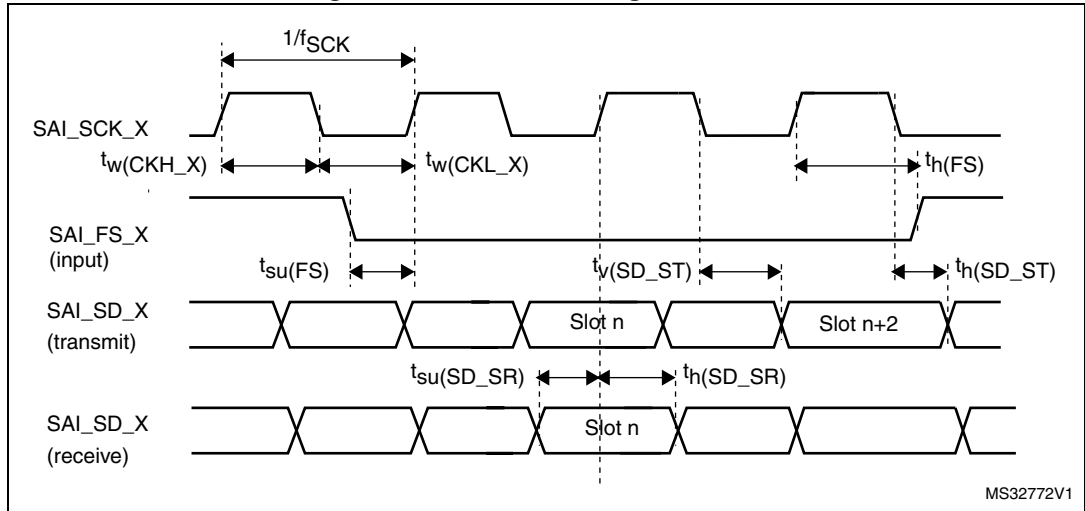 1/fSCK
SAI_SCK_X
tw(CKH_X)
tw(CKL_X)
th(FS)
SAI_FS_X
(input)
tsu(FS)
tv(SD_ST)
th(SD_ST)
SAI_SD_X
(transmit)
Slot n
Slot n+2
tsu(SD_SR)
th(SD_SR)
SAI_SD_X
(receive)
Slot n
MS32772V1